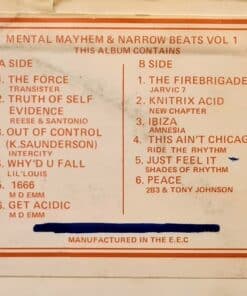 MENTAL MAYHEM & NARROW BEATS VOL 1
THIS ALBUM CONTAINS
A SIDE
1. THE FORCE
TRANSISTER
2. TRUTH OF SELF
EVIDENCE
REESE & SANTONIO
3. OUT OF CONTROL
(K.SAUNDERSON)
INTERCITY
4. WHY'D U FALL
LIL'LOUIS
5. 1666
M D EMM
6. GET ACIDIC
M D EMM
B SIDE
1. THE FIREBRIGADE
JARVIC 7
2. KNITRIX ACID
NEW CHAPTER
3. IBIZA
AMNESIA
4. THIS AIN'T CHICAG
RIDE THE RHYTHM
5. JUST FEEL IT
SHADES OF RHYTHM
6. PEACE
2B3 & TONY JOHNSON
MANUFACTURED IN THE E.E.C